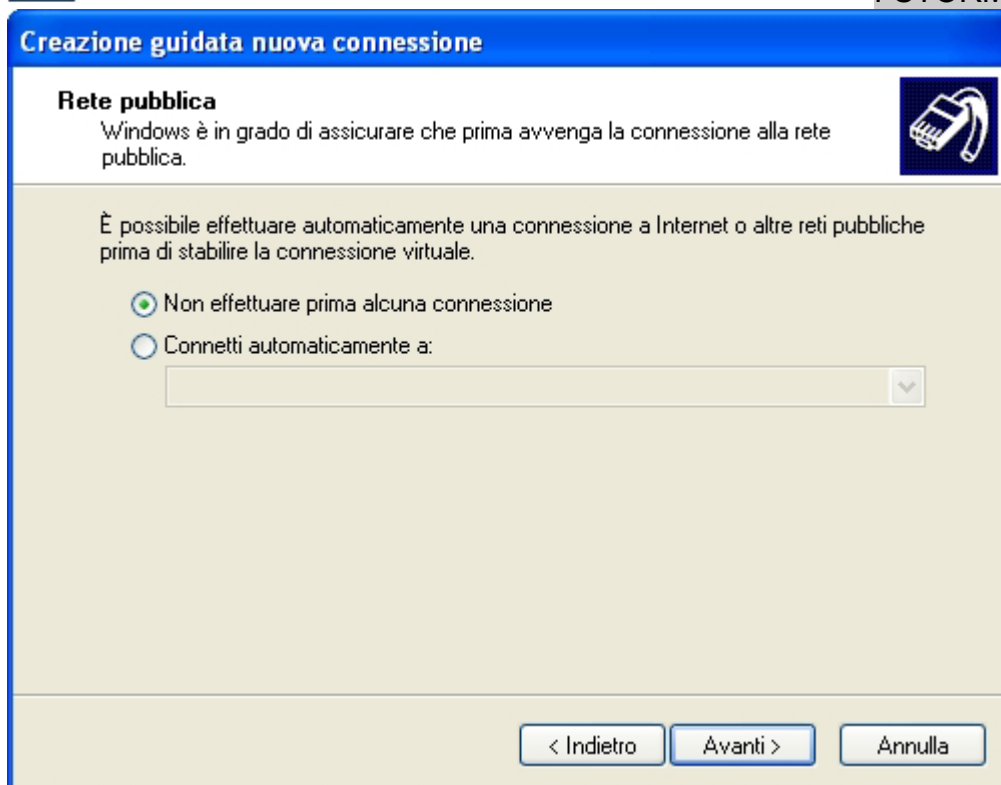 Creazione guidata nuova connessione
Rete pubblica
Windows è in grado di assicurare che prima avvenga la connessione alla rete
pubblica.
È possibile effettuare automaticamente una connessione a Internet o altre reti pubbliche
prima di stabilire la connessione virtuale.
Non effettuare prima alcuna connessione
Connetti automaticamente a:
< Indietro
Avanti >
Annulla